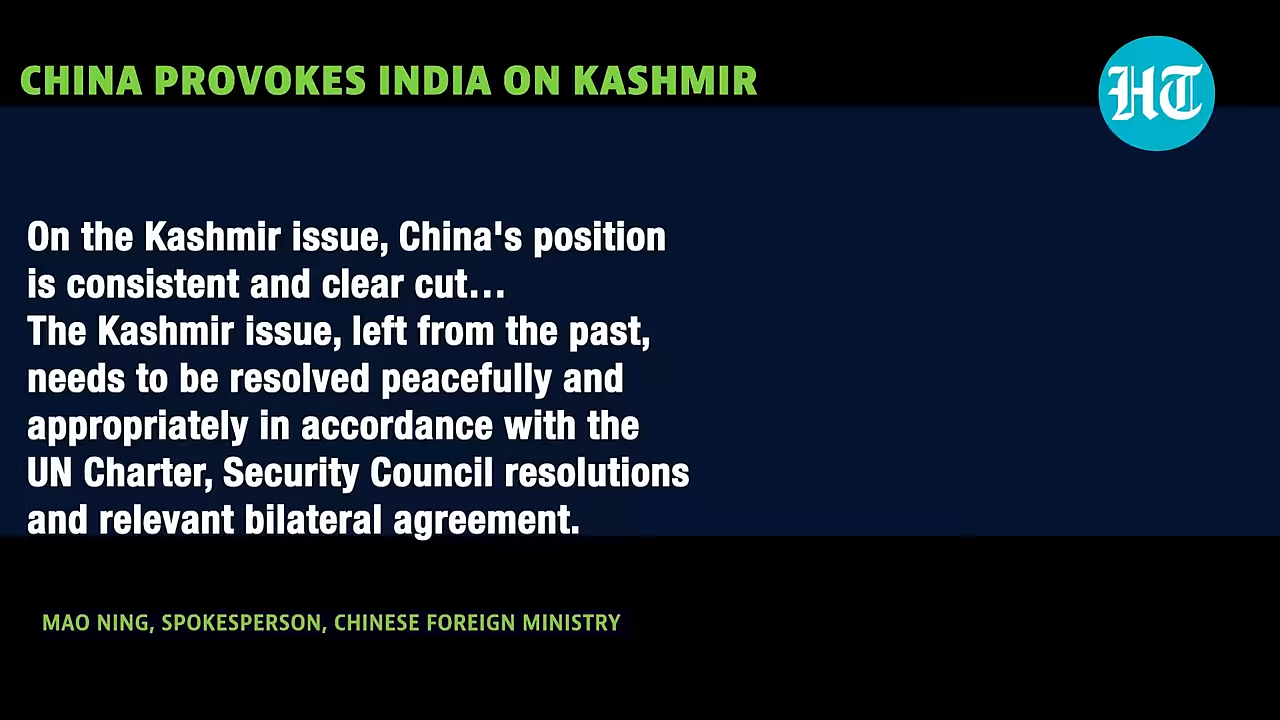 CHINA PROVOKES INDIA ON KASHMIR
HT
On the Kashmir issue, China's position
is consistent and clear cut...
The Kashmir issue, left from the past,
needs to be resolved peacefully and
appropriately in accordance with the
UN Charter, Security Council resolutions
and relevant bilateral agreement.
MAO NING, SPOKESPERSON, CHINESE FOREIGN MINISTRY